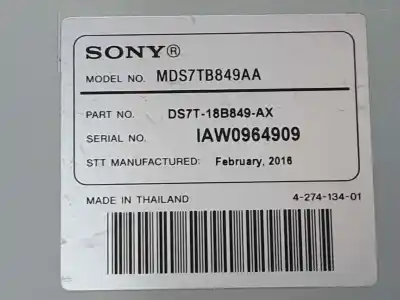 SONY®
MODEL NO. MDS7TB849AA
PART NO. DS7T-18B849-AX
SERIAL NO. IAW0964909
STT MANUFACTURED: February, 2016
MADE IN THAILAND 4-274-134-01